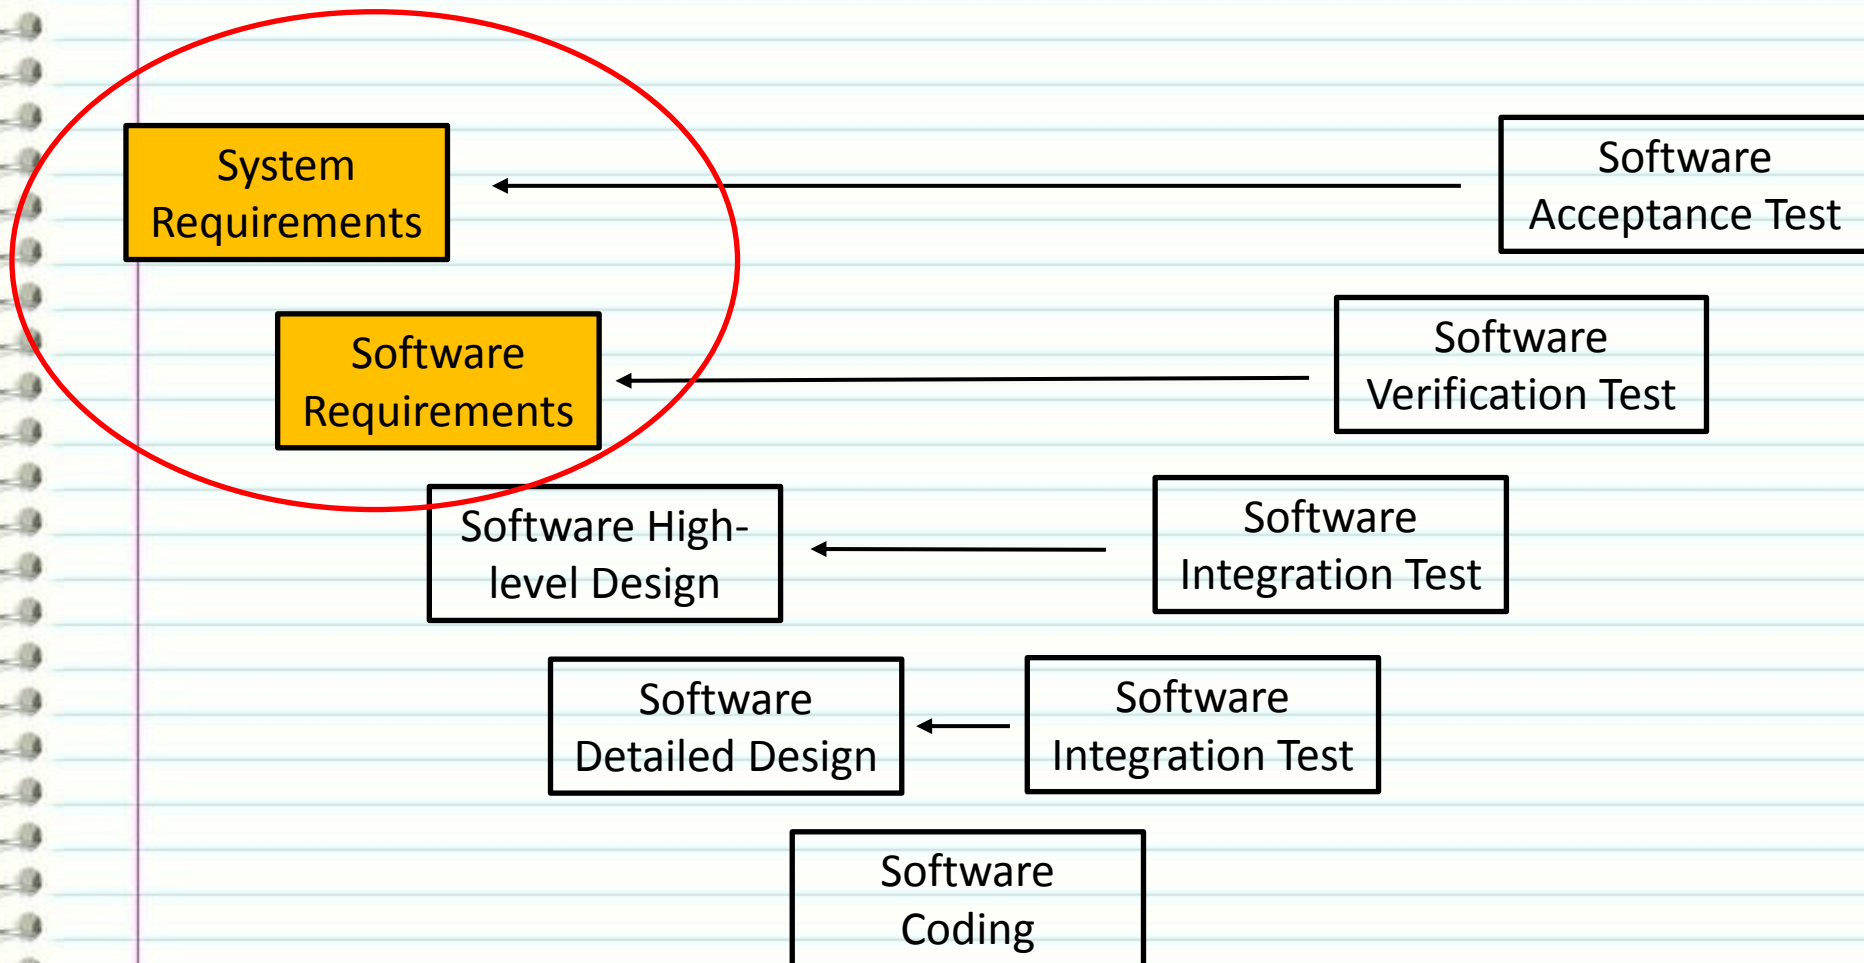 System
Requirements
Software
Acceptance Test
Software
Requirements
Software
Verification Test
Software High-
level Design
Software
Integration Test
Software
Detailed Design
Software
Integration Test
Software
Coding